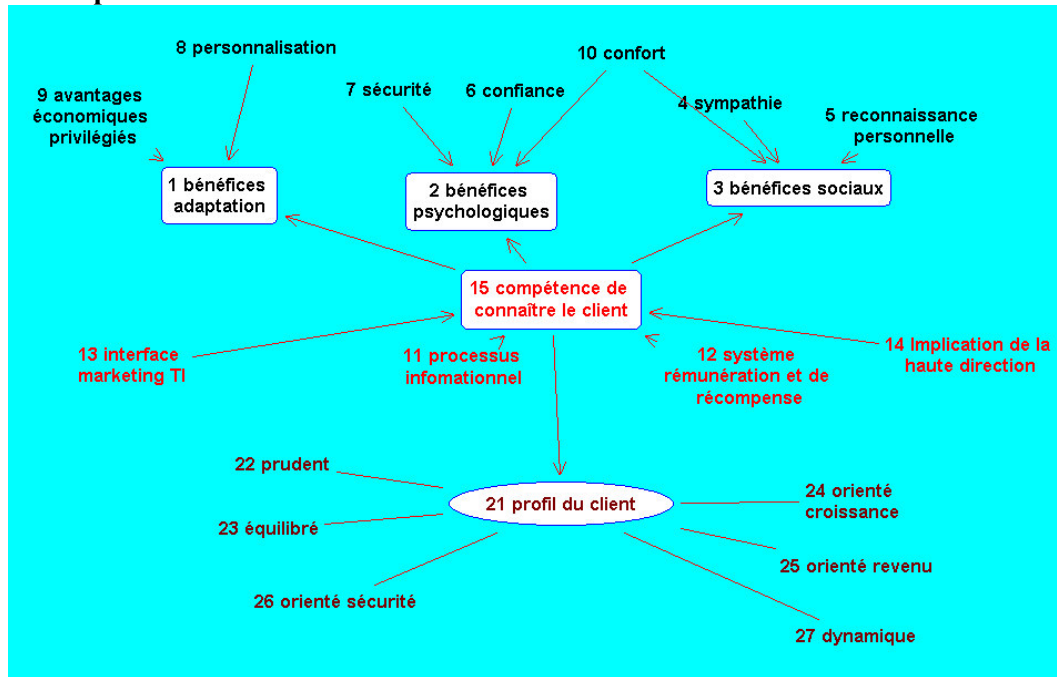 8 personnalisation
10 confort
7 sécurité
6 confiance
9 avantages
économiques
privilégiés
4 sympathie
5 reconnaissance
personnelle
1 bénéfices
adaptation
2 bénéfices
psychologiques
3 bénéfices sociaux
15 compétence de
connaître le client
13 interface
marketing TI
11 processus
infomationnel
12 système
rémunération et de
récompense
14 Implication de la
haute direction
22 prudent
21 profil du client
24 orienté
croissance
23 équilibré
25 orienté revenu
26 orienté sécurité
27 dynamique